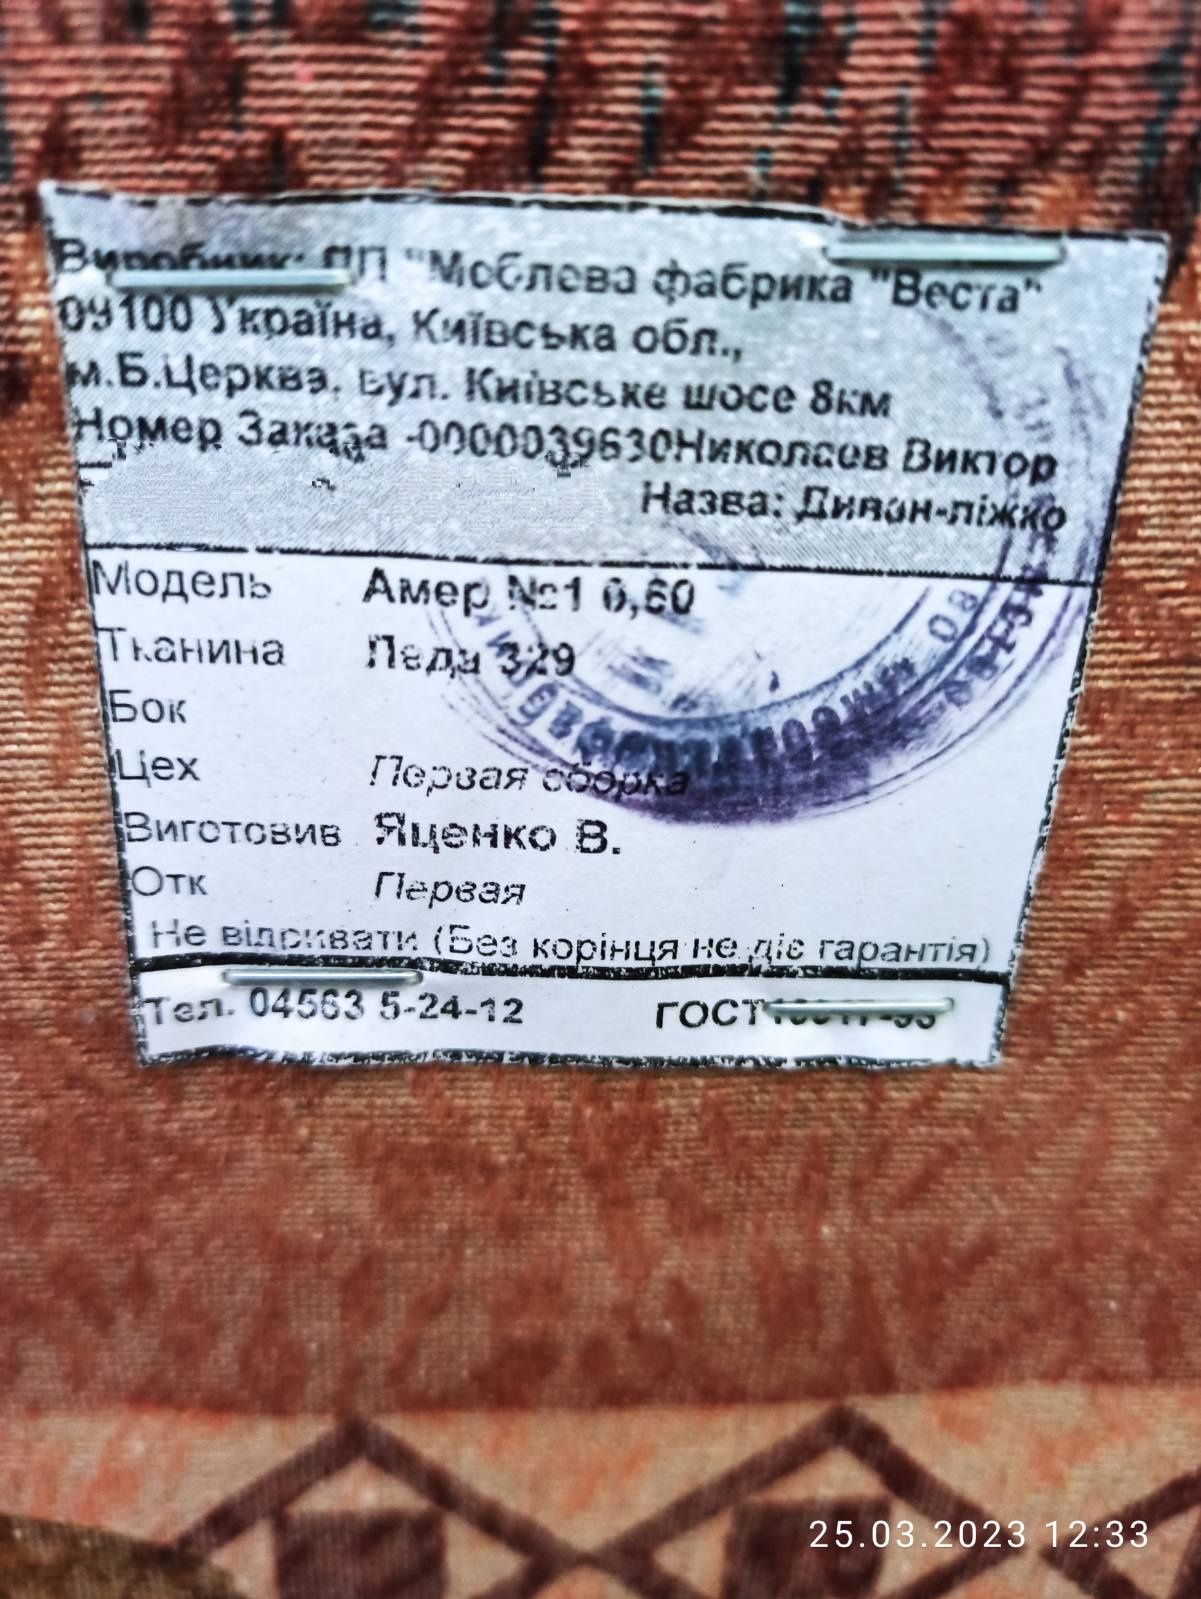 Виробник: ПП "Меблева фабрика "Веста"
09100 Україна, Київська обл.,
м.Б.Церква, вул. Київське шосе 8км
Номер Заказа -0000039630Николаев Виктор
Назва: Диван-ліжко
Модель Амер №1 0,60
Тканина Леда 329
Бок
Цех Первая сборка
Виготовив Яценко В.
Отк Первая
Не відривати (Без корінця не діє гарантія)
Тел. 04563 5-24-12 ГОСТ
25.03.2023 12:33